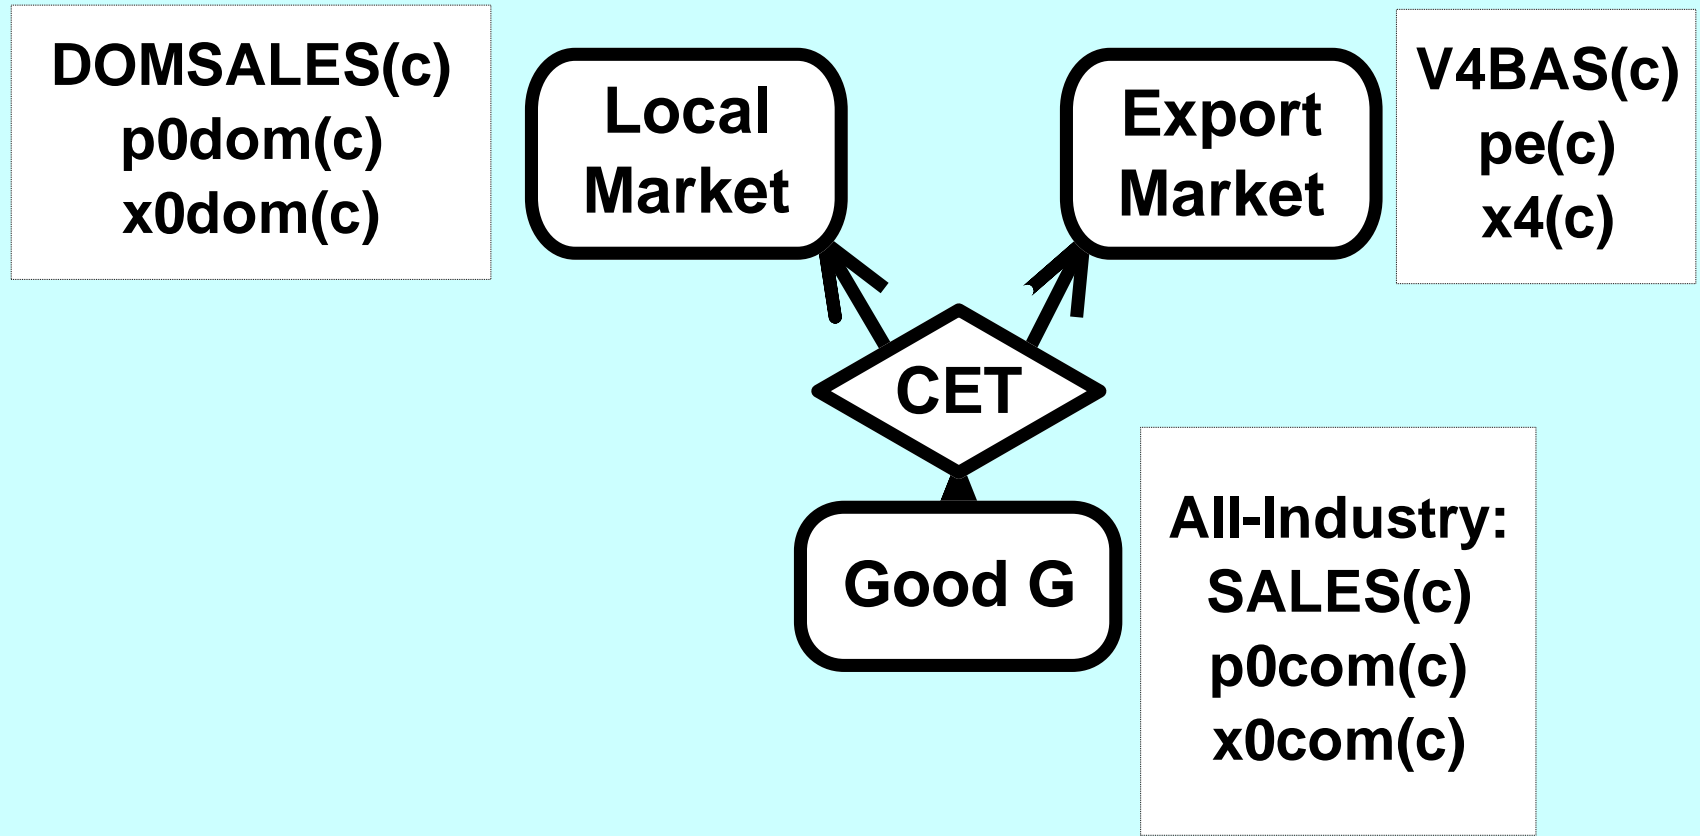 DOMSALES(c)
p0dom(c)
x0dom(c)
Local
Market
Export
Market
V4BAS(c)
pe(c)
x4(c)
CET
Good G
All-Industry:
SALES(c)
p0com(c)
x0com(c)